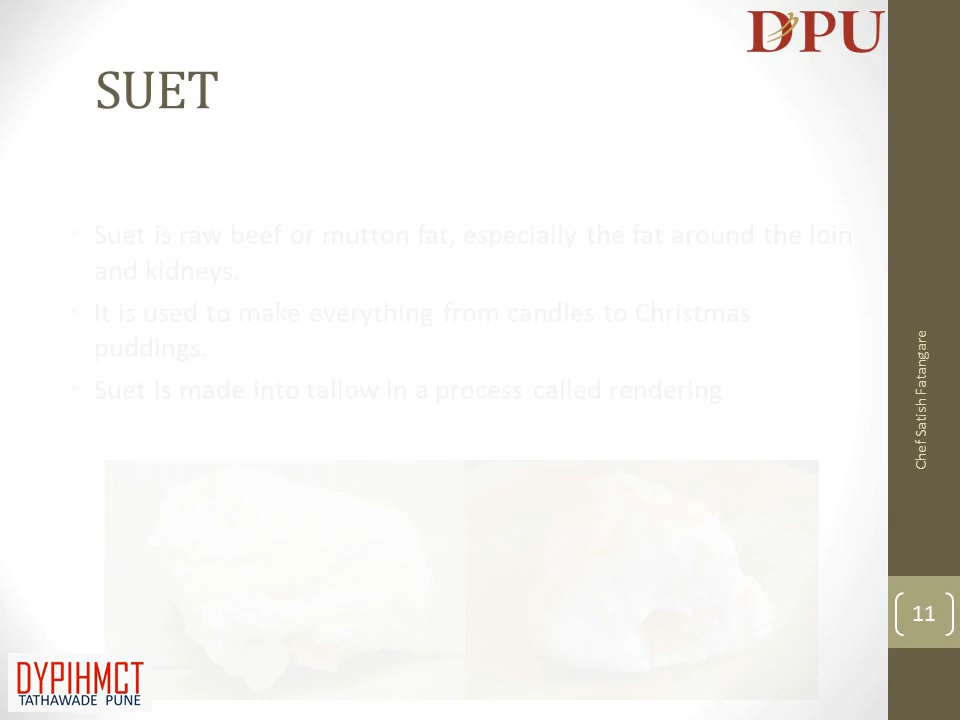 DPU
SUET
• Suet is raw beef or mutton fat, especially the fat around the loin
and kidneys.
• It is used to make everything from candles to Christmas
puddings.
• Suet is made into tallow in a process called rendering
Chef Satish Fatangare
11
DYPIHMCT
TATHAWADE PUNE